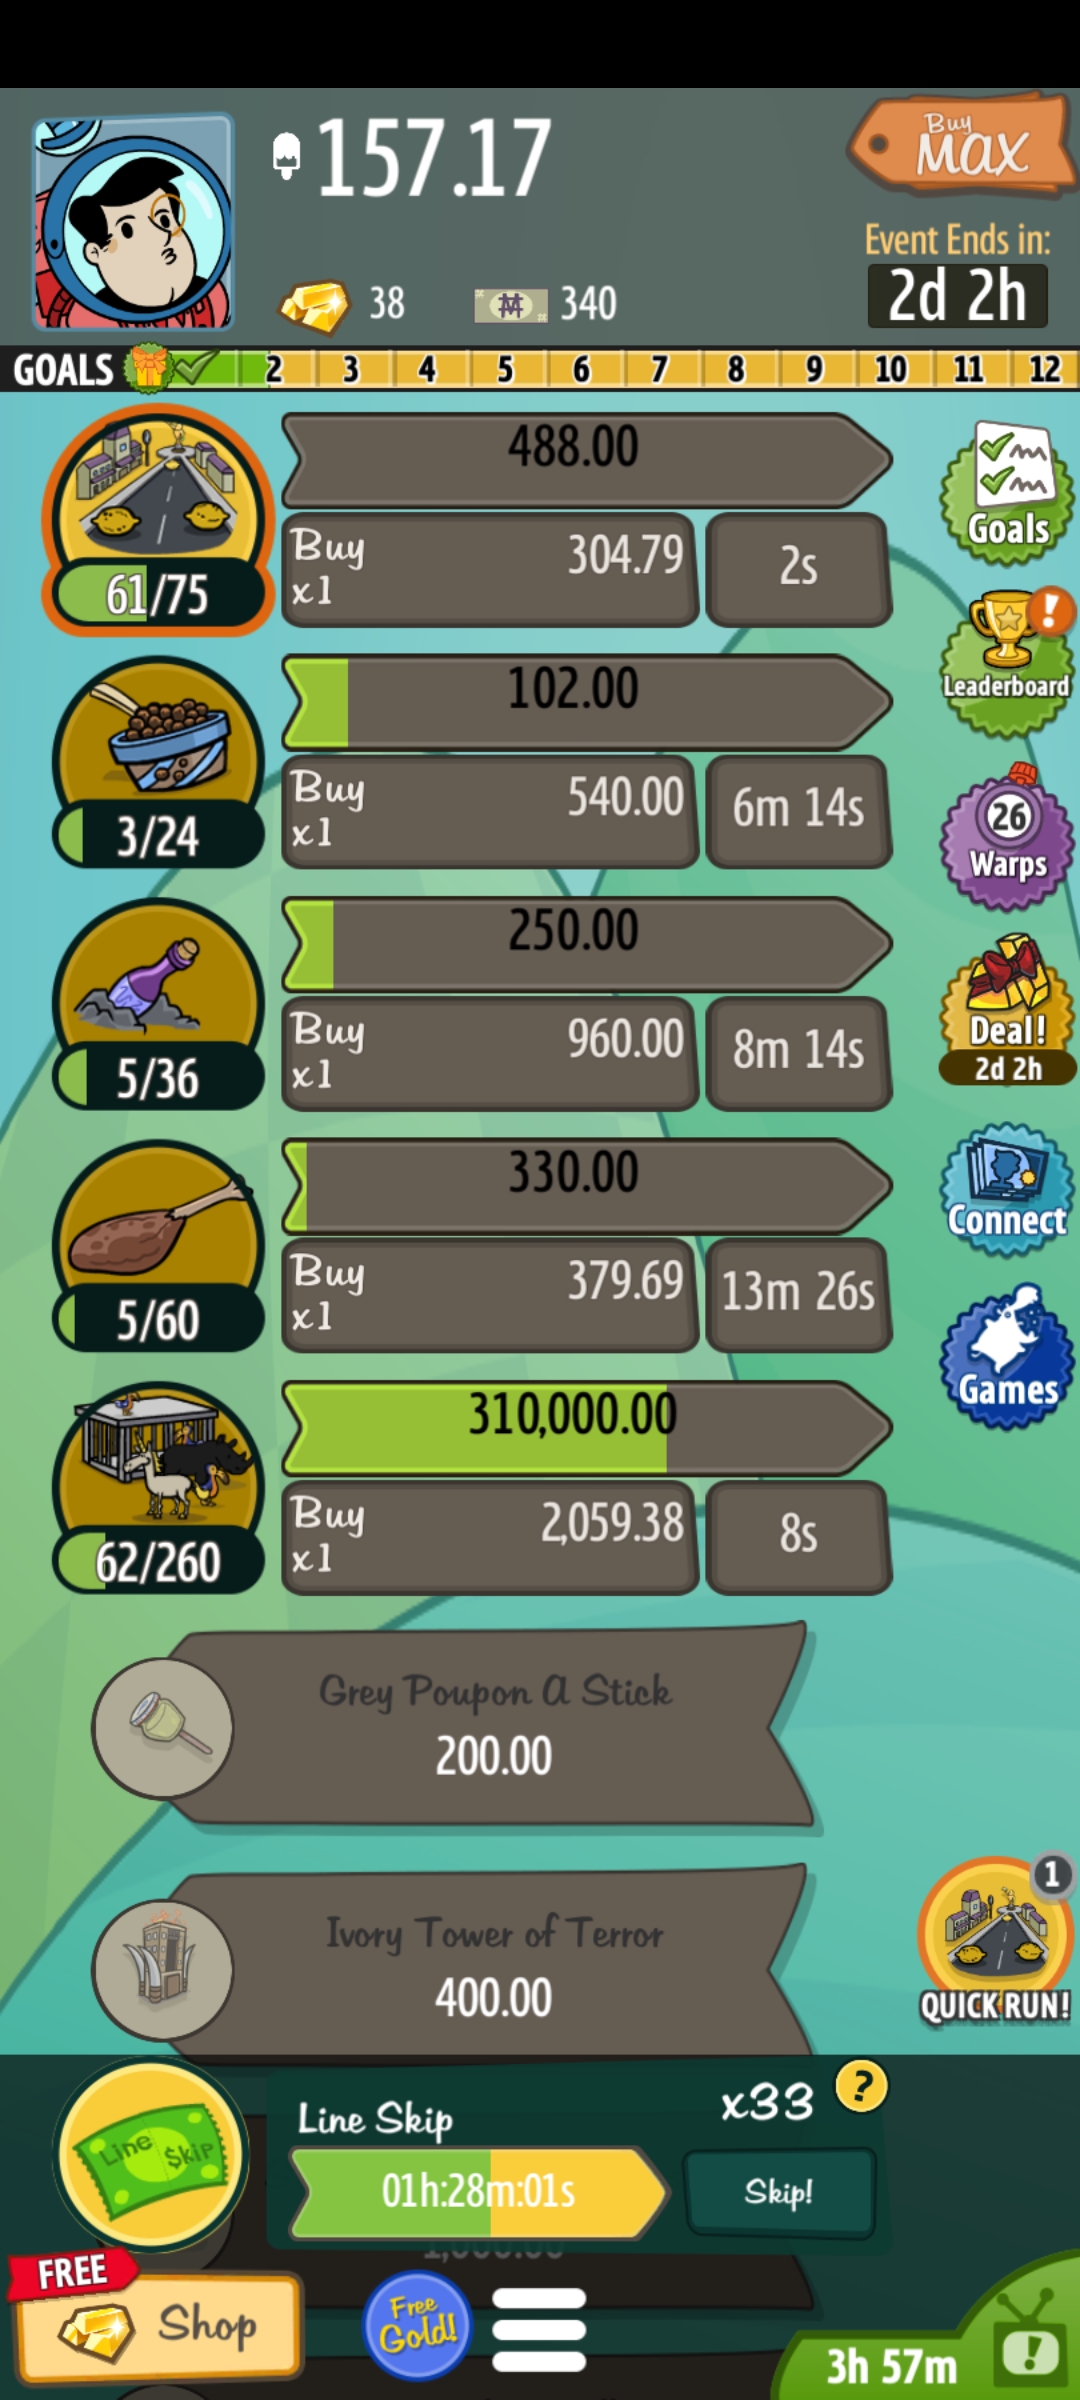 157.17
Buy
MAX
Event Ends in:
2d 2h
38
340
GOALS 2 3 4 5 6 7 8 9 10 11 12
488.00
Buy
x1
304.79
2s
61/75
Goals
102.00
Buy
x1
540.00
6m 14s
3/24
Leaderboard
250.00
Buy
x1
960.00
8m 14s
5/36
26
Warps
Deal!
2d 2h
330.00
Buy
x1
379.69
13m 26s
5/60
Connect
310,000.00
Buy
x1
2,059.38
8s
62/260
Games
Grey Poupon A Stick
200.00
Ivory Tower of Terror
400.00
1
QUICK RUN!
Line $kip
Line Skip
x33
?
01h:28m:01s
Skip!
1,000.00
FREE
Shop
Free
Gold!
3h 57m